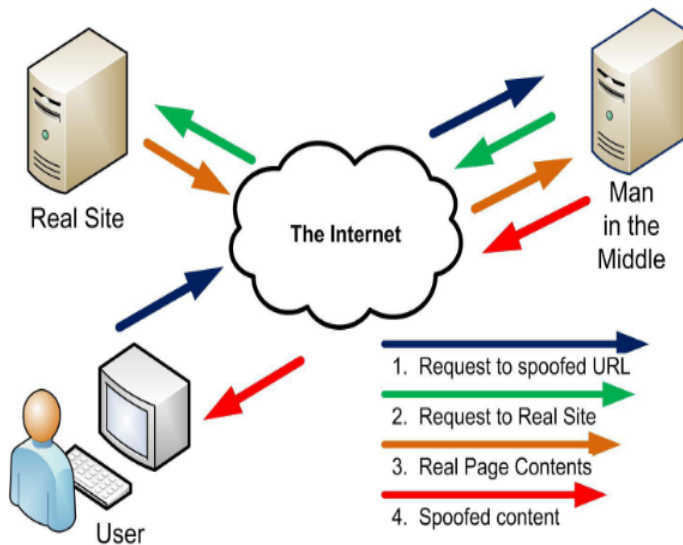 Real Site
The Internet
Man
in the
Middle
1. Request to spoofed URL
2. Request to Real Site
3. Real Page Contents
4. Spoofed content
User